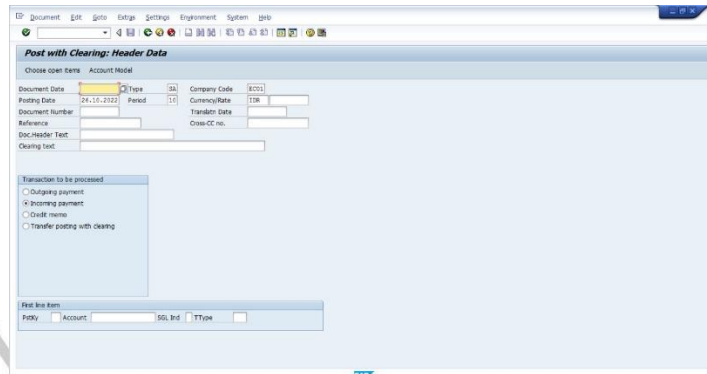 Document Edit Goto Extras Settings Environment System Help
Post with Clearing: Header Data
Choose open items Account Model
Document Date Type SA Company Code EC01
Posting Date 26.10.2022 Period 10 Currency/Rate IDR
Document Number Translatn Date
Reference Cross-CC no.
Doc.Header Text
Clearing text
Transaction to be processed
Outgoing payment
Incoming payment
Credit memo
Transfer posting with clearing
First line item
PstKy Account SGL Ind TType